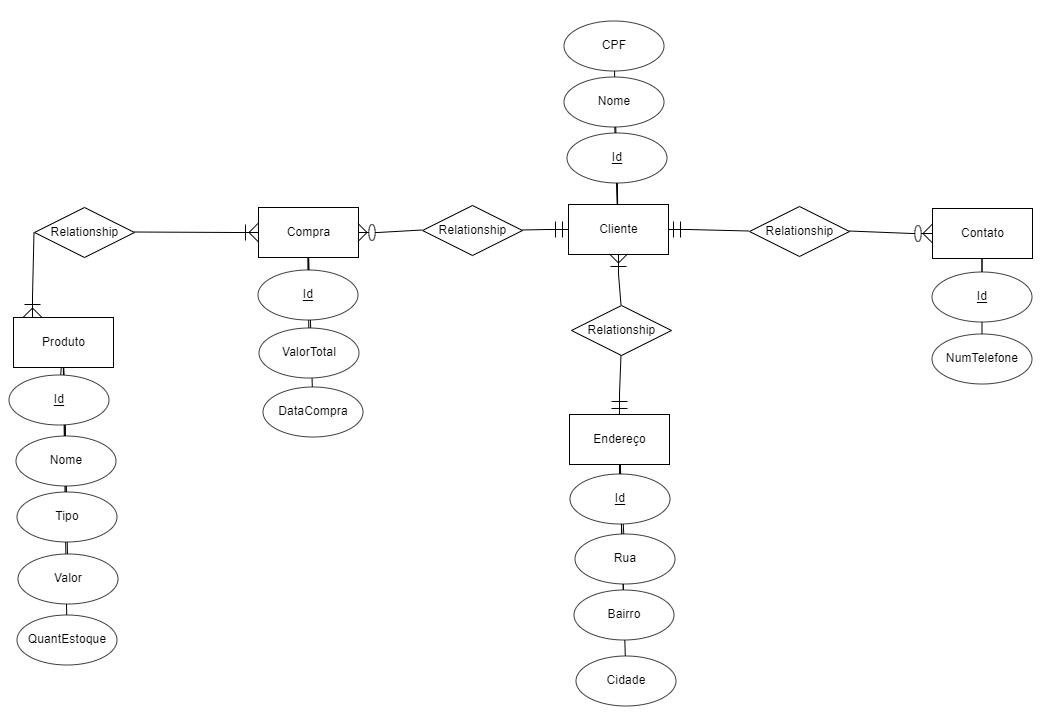 CPF
Nome
Id
Relationship
Compra
Relationship
Cliente
Relationship
Contato
Id
ValorTotal
DataCompra
Id
NumTelefone
Relationship
Produto
Id
Nome
Tipo
Valor
QuantEstoque
Endereço
Id
Rua
Bairro
Cidade